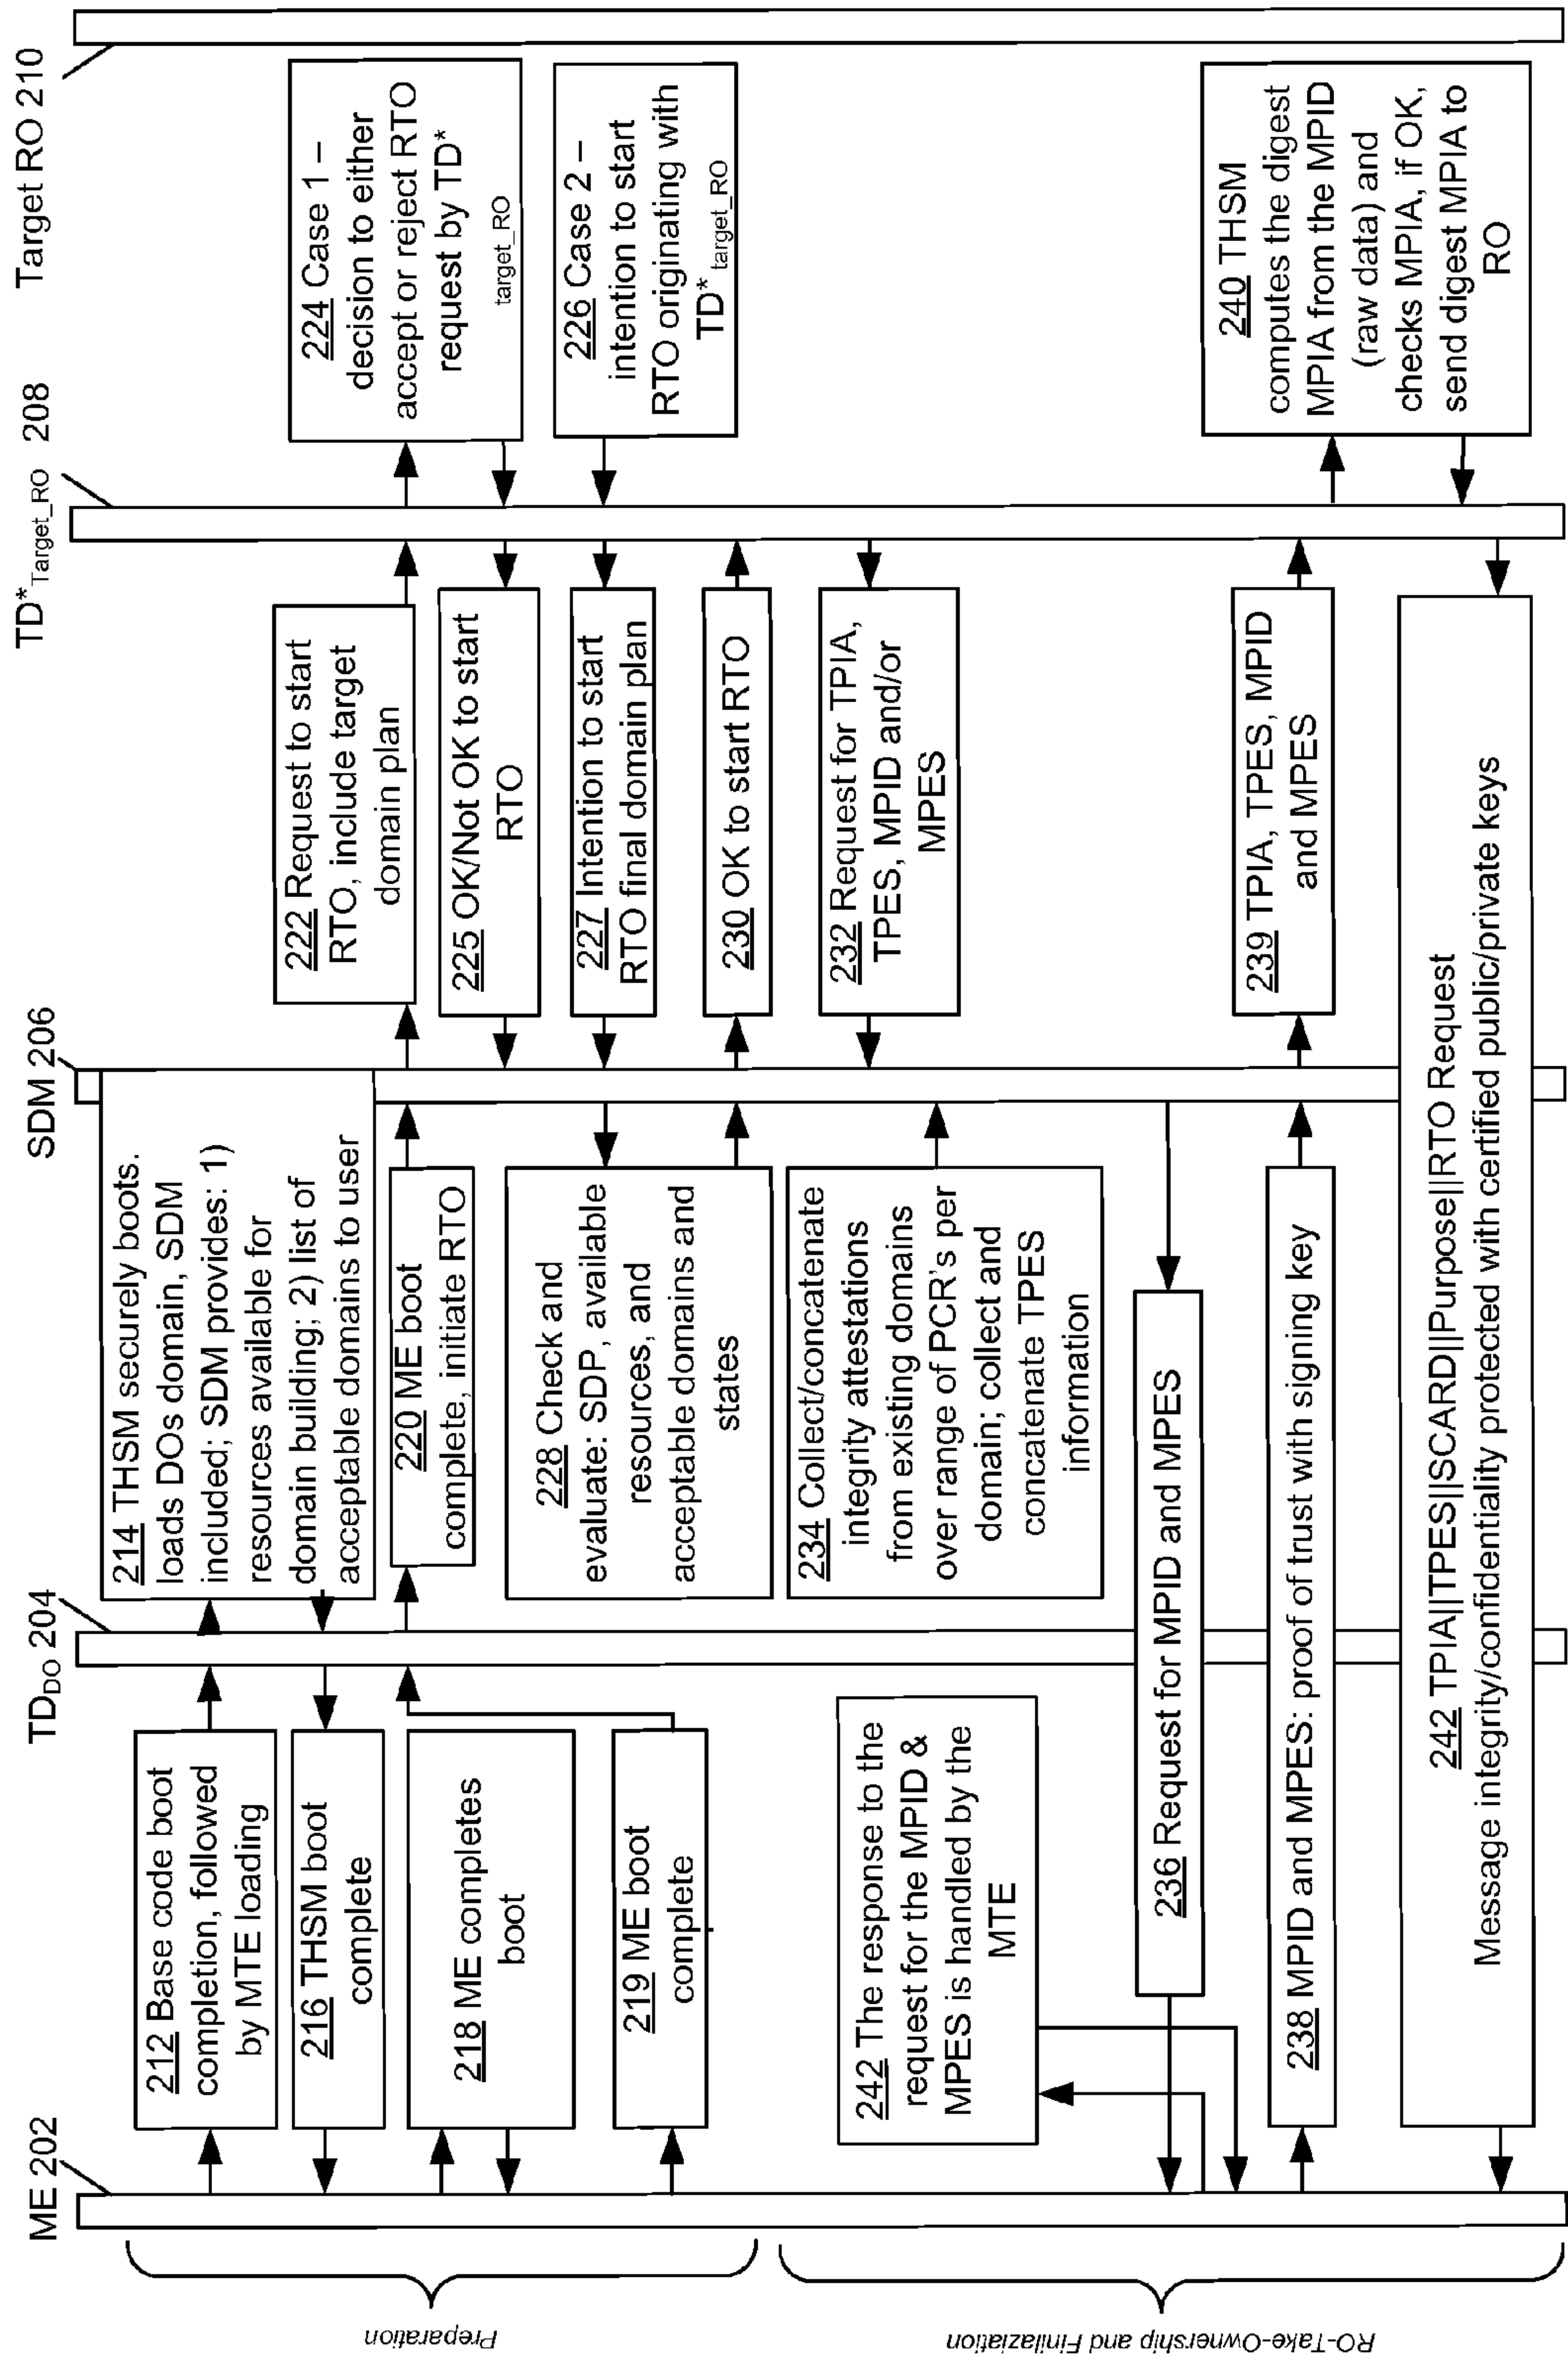 ME 202
TD DO 204
SDM 206
TD* Target_RO 208
Target RO 210
Preparation
RO-Take-Ownership and Finilaziation
212 Base code boot
completion, followed
by MTE loading
214 THSM securely boots.
loads DOs domain, SDM
included; SDM provides: 1)
resources available for
domain building; 2) list of
acceptable domains to user
216 THSM boot
complete
218 ME completes
boot
219 ME boot
complete
220 ME boot
complete, initiate RTO
222 Request to start
RTO, include target
domain plan
224 Case 1 –
decision to either
accept or reject RTO
request by TD*
target_RO
225 OK/Not OK to start
RTO
226 Case 2 –
intention to start
RTO originating with
TD* target_RO
227 Intention to start
RTO final domain plan
228 Check and
evaluate: SDP, available
resources, and
acceptable domains and
states
230 OK to start RTO
232 Request for TPIA,
TPES, MPID and/or
MPES
234 Collect/concatenate
integrity attestations
from existing domains
over range of PCR's per
domain; collect and
concatenate TPES
information
236 Request for MPID and MPES
242 The response to the
request for the MPID &
MPES is handled by the
MTE
238 MPID and MPES: proof of trust with signing key
239 TPIA, TPES, MPID
and MPES
240 THSM
computes the digest
MPIA from the MPID
(raw data) and
checks MPIA, if OK,
send digest MPIA to
RO
242 TPIA||TPES||SCARD||Purpose||RTO Request
Message integrity/confidentiality protected with certified public/private keys